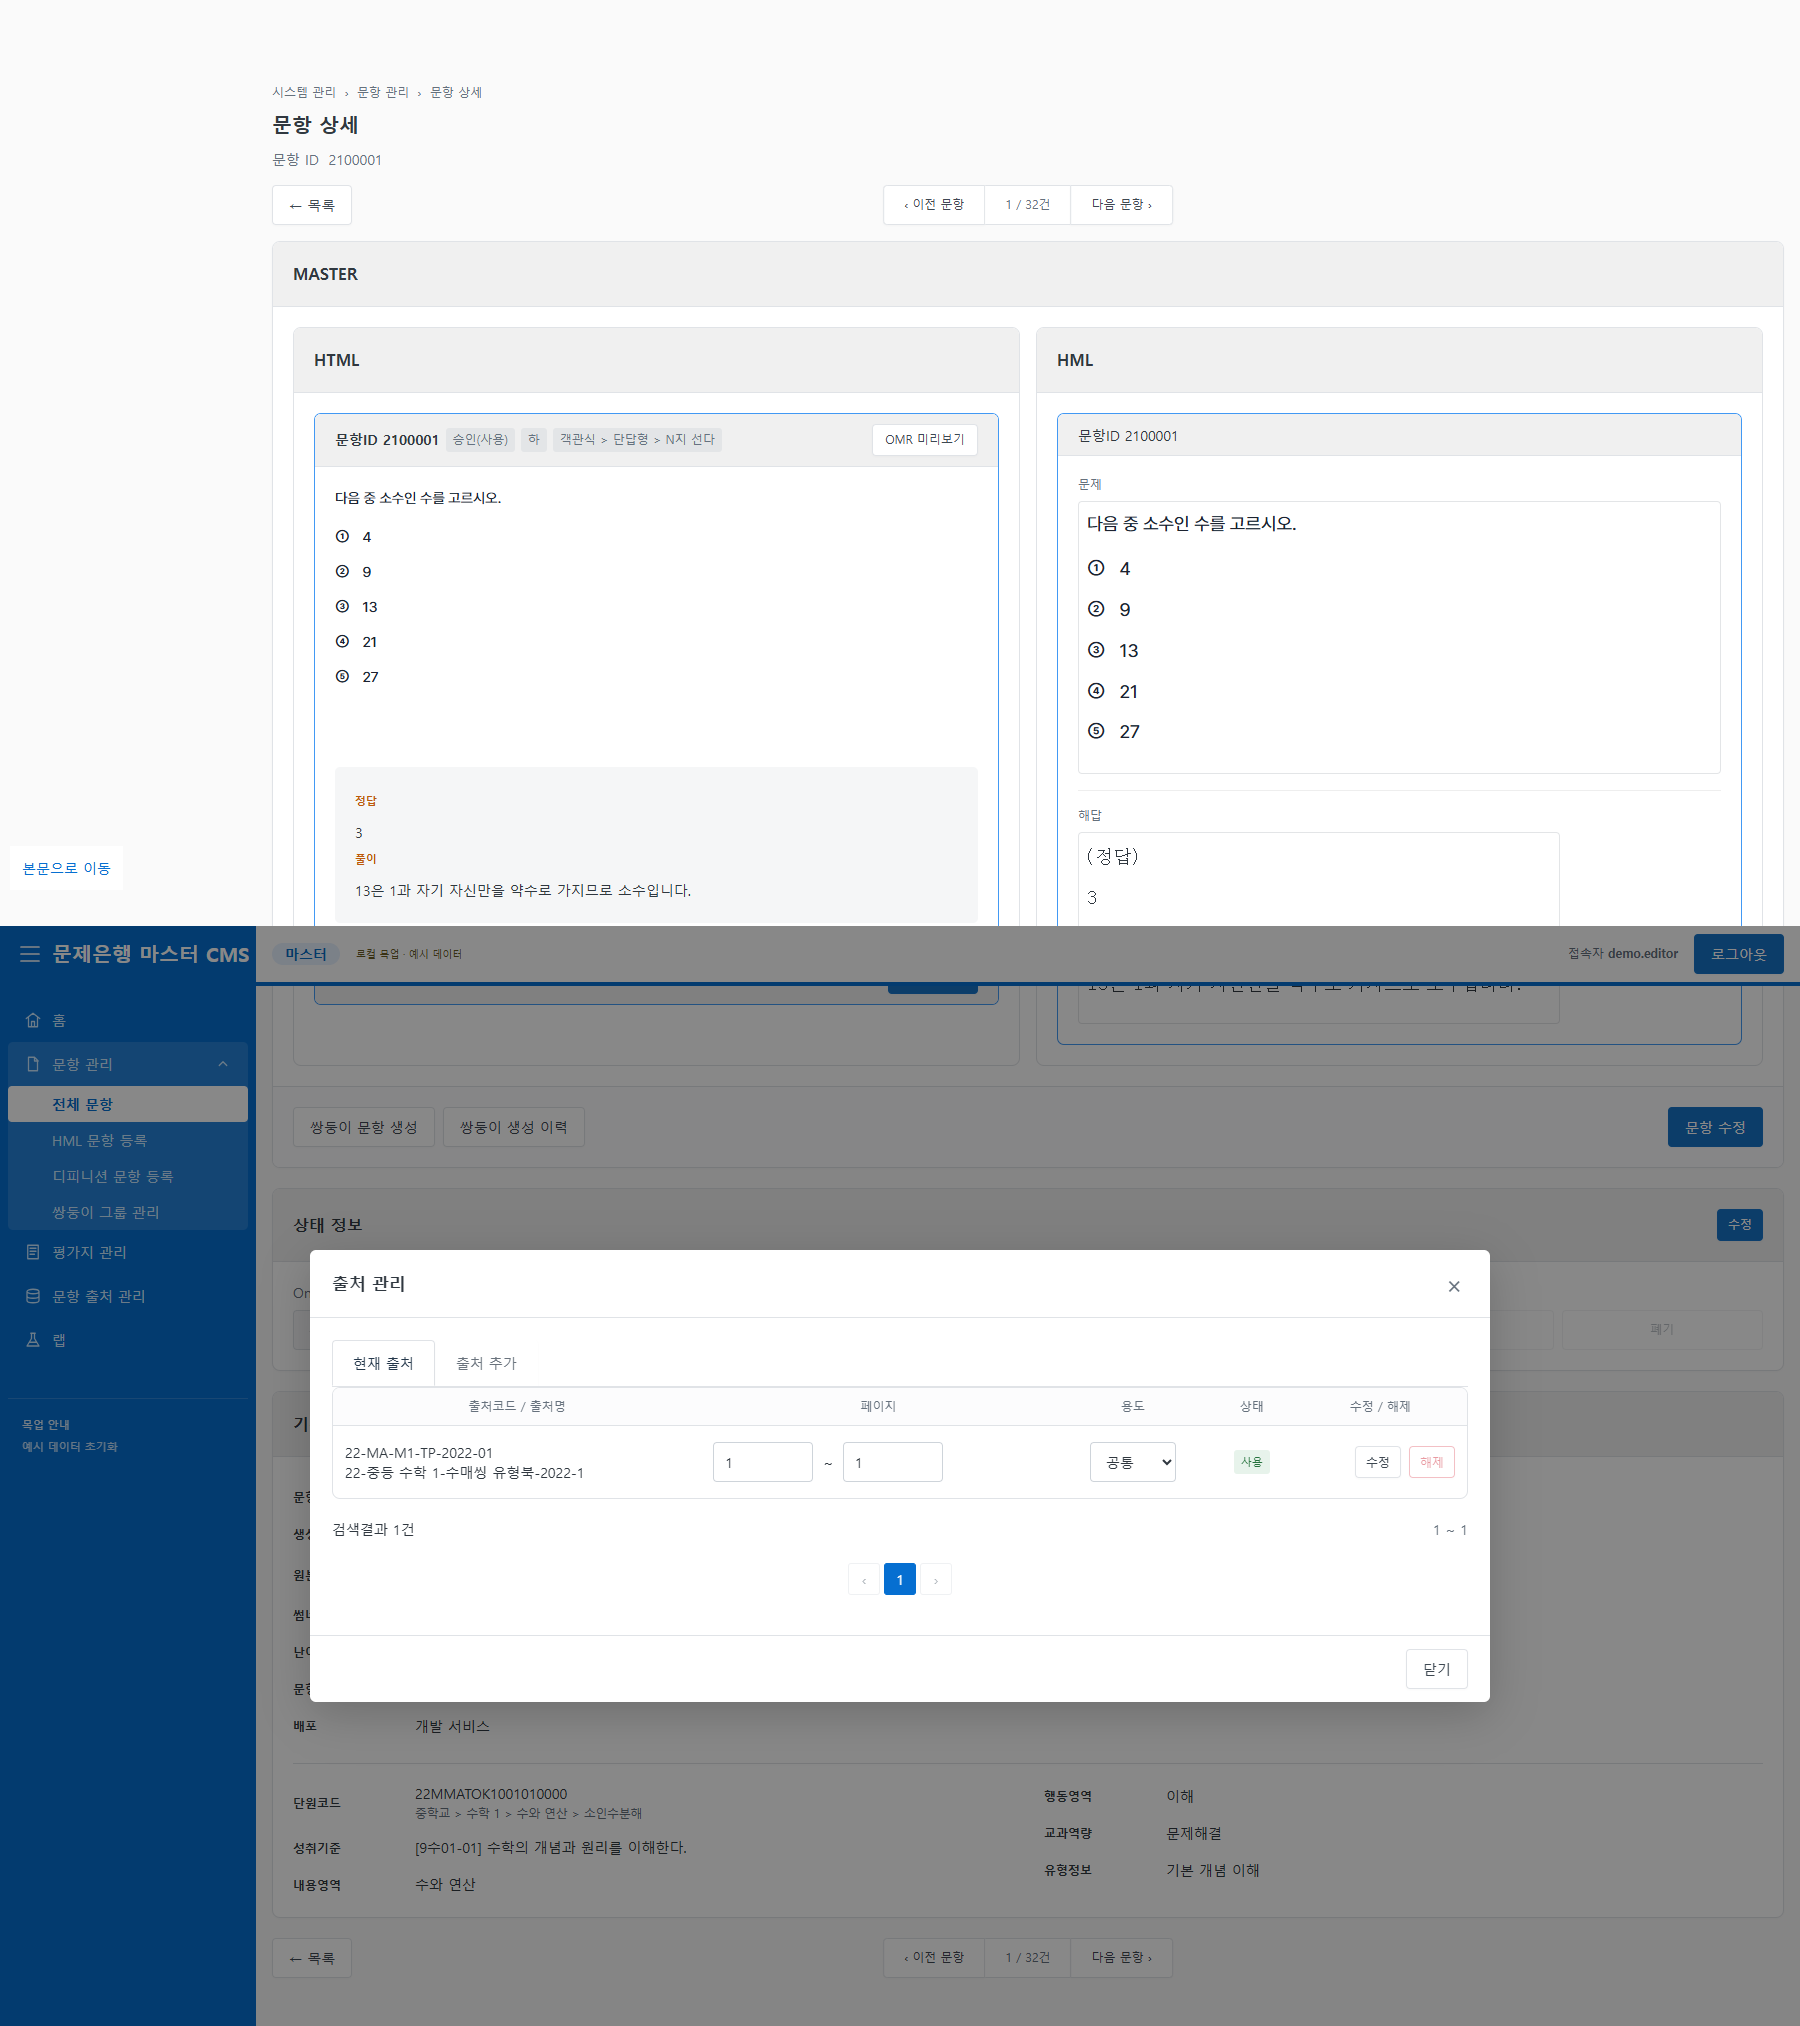 시스템 관리 › 문항 관리 › 문항 상세
문항 상세
문항 ID 2100001
← 목록
‹ 이전 문항
1 / 32건
다음 문항 ›
MASTER
HTML
문항ID 2100001 승인(사용) 하 객관식 > 단답형 > N지 선다
OMR 미리보기
다음 중 소수인 수를 고르시오.
① 4
② 9
③ 13
④ 21
⑤ 27
정답
3
풀이
13은 1과 자기 자신만을 약수로 가지므로 소수입니다.
HML
문항ID 2100001
문제
다음 중 소수인 수를 고르시오.
① 4
② 9
③ 13
④ 21
⑤ 27
해답
(정답)
3
본문으로 이동
문제은행 마스터 CMS
마스터 로컬 목업 · 예시 데이터
접속자 demo.editor
로그아웃
홈
문항 관리
전체 문항
HML 문항 등록
디피니션 문항 등록
쌍둥이 그룹 관리
평가지 관리
문항 출처 관리
랩
목업 안내
예시 데이터 초기화
쌍둥이 문항 생성
쌍둥이 생성 이력
문항 수정
상태 정보
수정
폐기
출처 관리
×
현재 출처
출처 추가
출처코드 / 출처명 페이지 용도 상태 수정 / 해제
22-MA-M1-TP-2022-01
22-중등 수학 1-수매씽 유형북-2022-1
1 ~ 1
공통
사용
수정
해제
검색결과 1건
1 ~ 1
‹ 1 ›
닫기
배포 개발 서비스
단원코드 22MMATOK1001010000
중학교 > 수학 1 > 수와 연산 > 소인수분해
성취기준 [9수01-01] 수학의 개념과 원리를 이해한다.
내용영역 수와 연산
행동영역 이해
교과역량 문제해결
유형정보 기본 개념 이해
← 목록
‹ 이전 문항
1 / 32건
다음 문항 ›